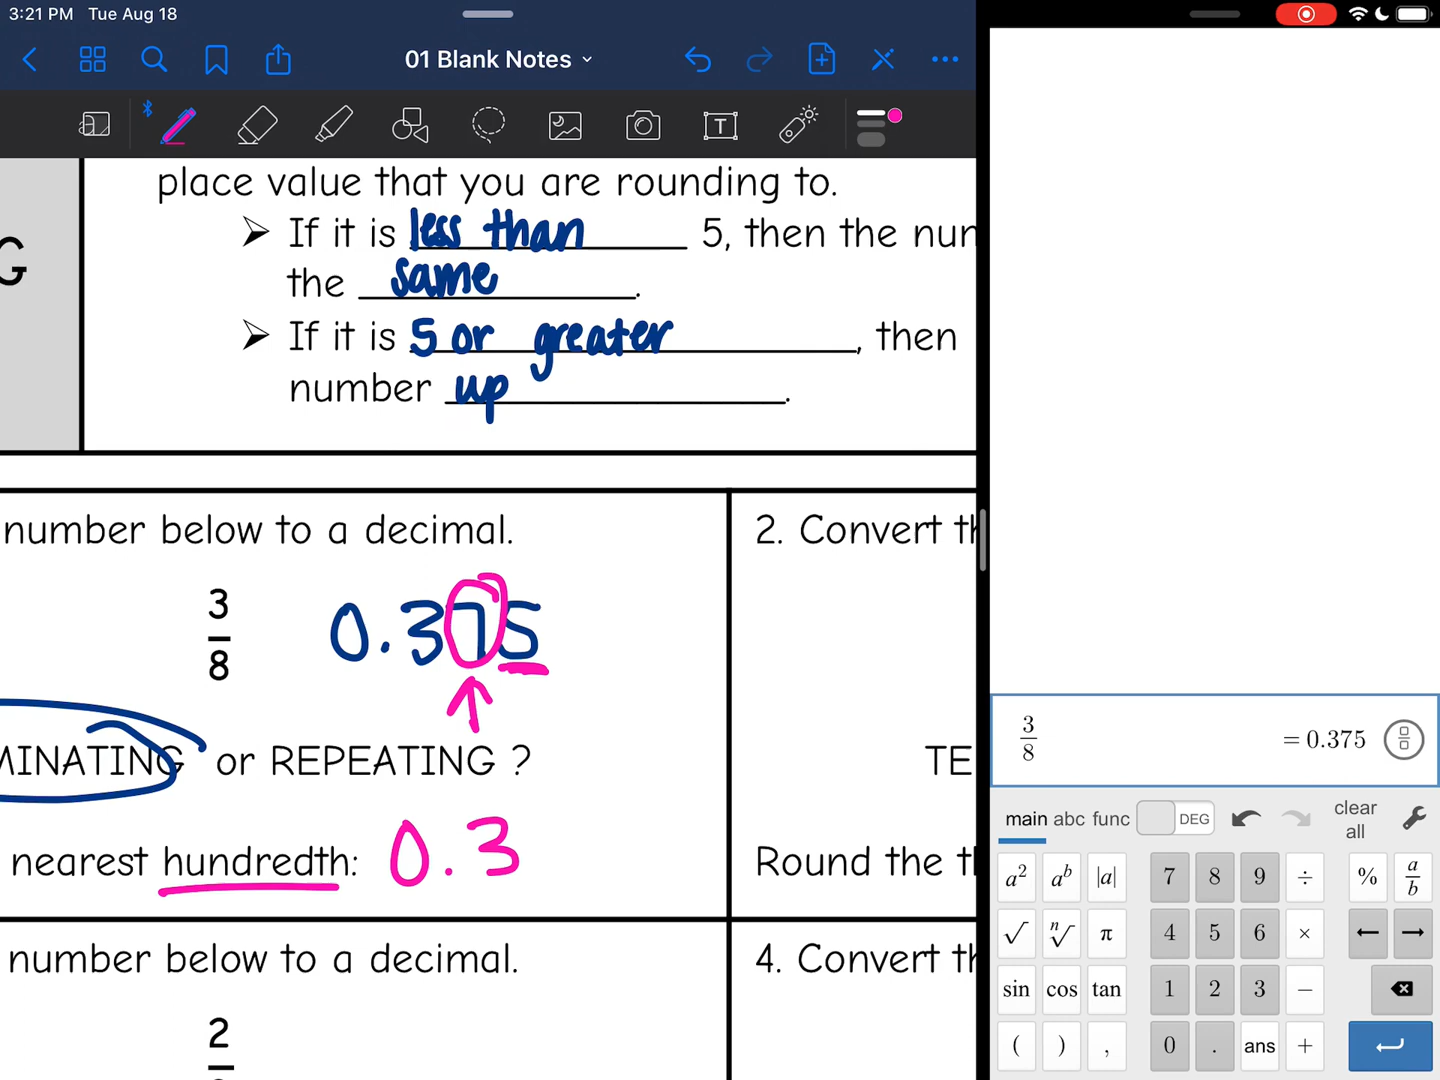 3:21 PM Tue Aug 18
01 Blank Notes
T
place value that you are rounding to.
If it is less than 5, then the num
the same.
G
If it is 5 or greater, then
number up.
number below to a decimal.
3/8 0.375
MINATING or REPEATING ?
nearest hundredth: 0.3
2. Convert th
TE
Round the th
number below to a decimal.
2
4. Convert th
3/8 = 0.375
main abc func DEG clear all
a² aᵇ |a| 7 8 9 ÷ % a/b
√ ⁿ√ π 4 5 6 × ← →
sin cos tan 1 2 3 −
( ) , 0 . ans +